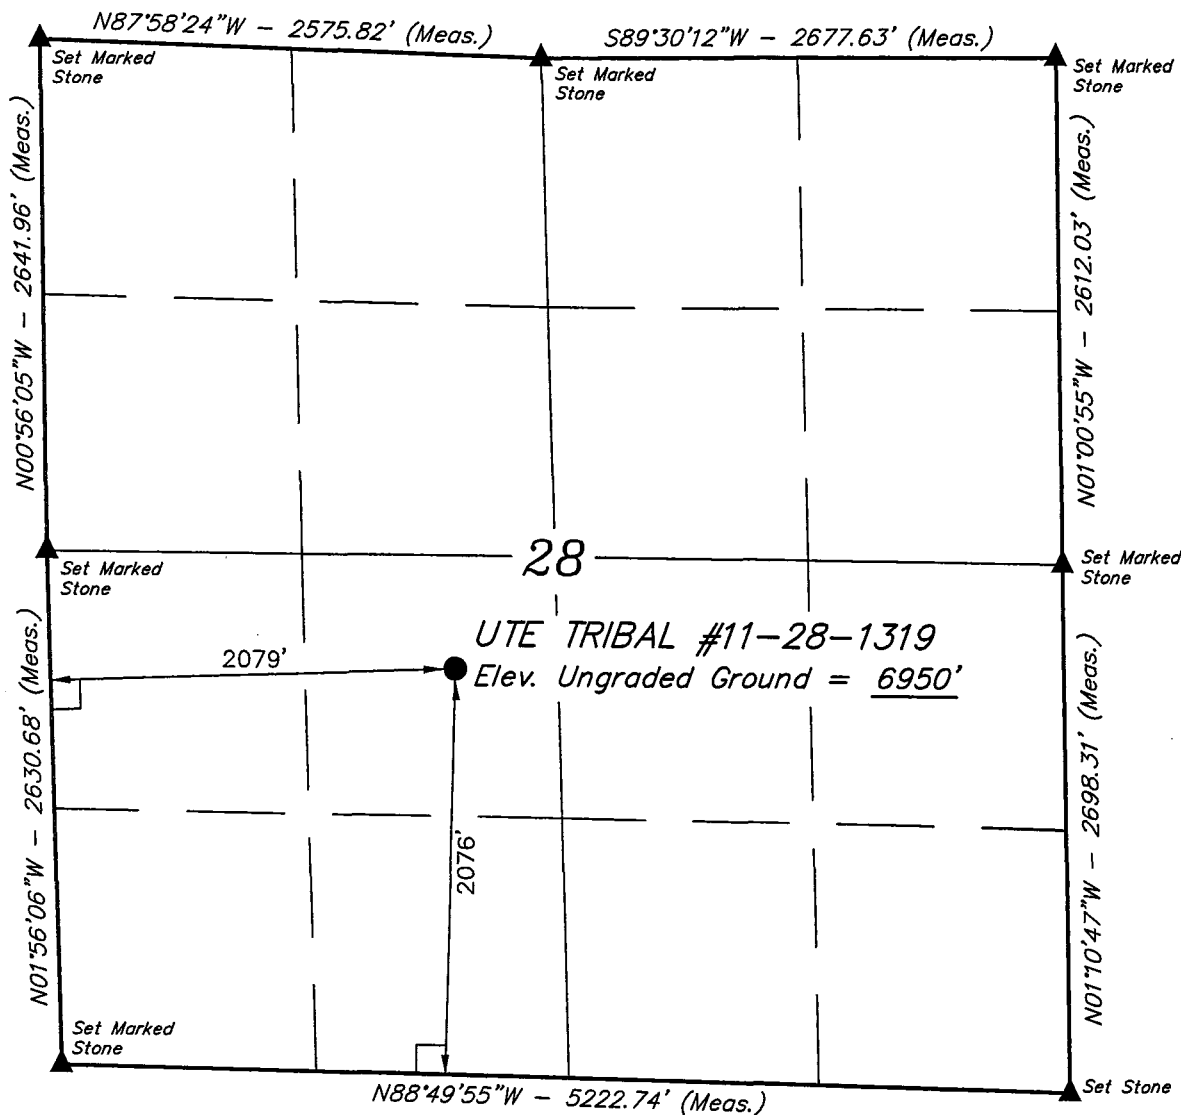 N87°58'24"W - 2575.82' (Meas.)
S89°30'12"W - 2677.63' (Meas.)
Set Marked
Stone
Set Marked
Stone
Set Marked
Stone
N00°56'05"W - 2641.96' (Meas.)
N01°00'55"W - 2612.03' (Meas.)
28
Set Marked
Stone
Set Marked
Stone
UTE TRIBAL #11-28-1319
Elev. Ungraded Ground = 6950'
2079'
2076'
N01°56'06"W - 2630.68' (Meas.)
N01°10'47"W - 2698.31' (Meas.)
Set Marked
Stone
N88°49'55"W - 5222.74' (Meas.)
Set Stone